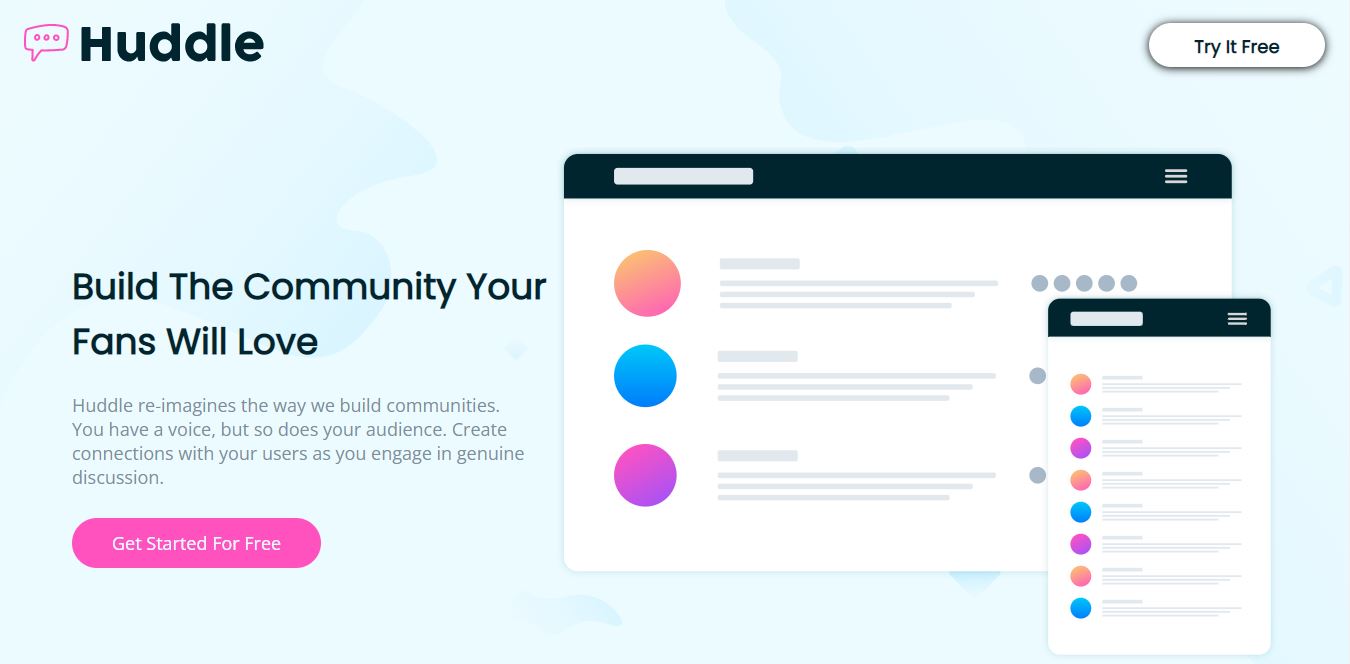 Huddle
Try It Free
Build The Community Your
Fans Will Love
Huddle re-imagines the way we build communities.
You have a voice, but so does your audience. Create
connections with your users as you engage in genuine
discussion.
Get Started For Free